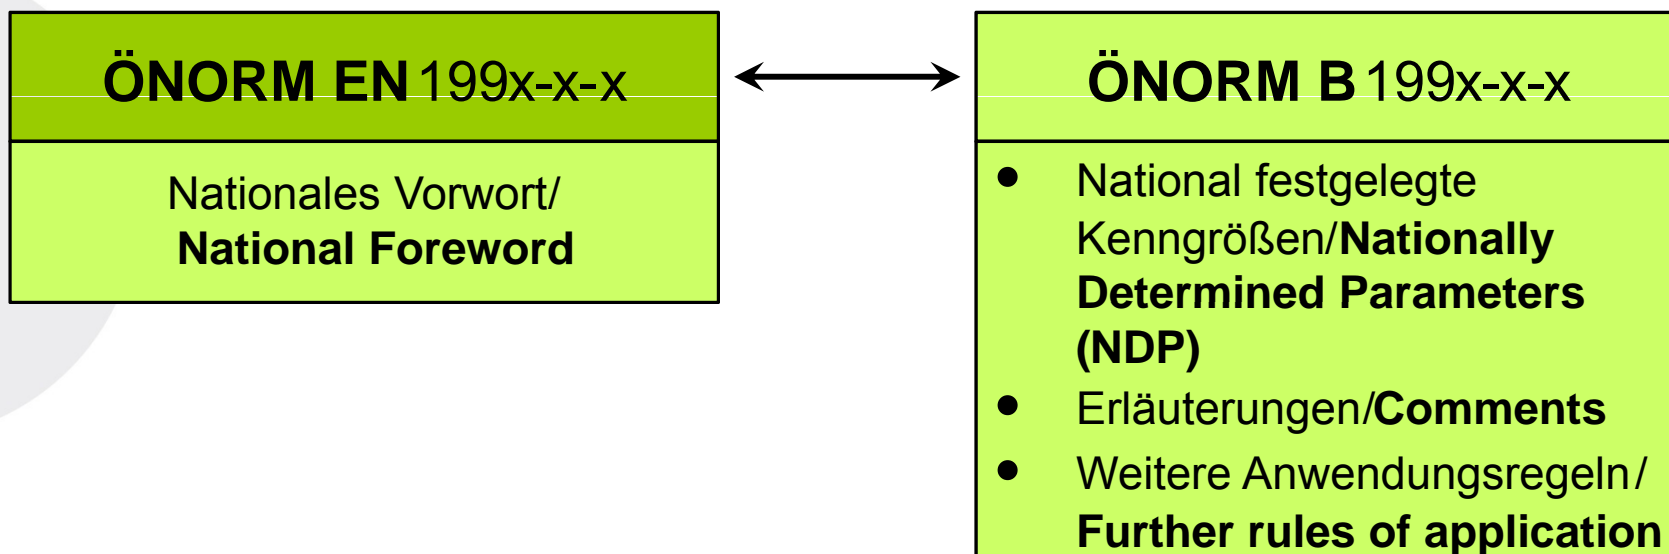 ÖNORM EN 199x-x-x
Nationales Vorwort/
National Foreword
ÖNORM B 199x-x-x
• National festgelegte
Kenngrößen/Nationally
Determined Parameters
(NDP)
• Erläuterungen/Comments
• Weitere Anwendungsregeln/
Further rules of application